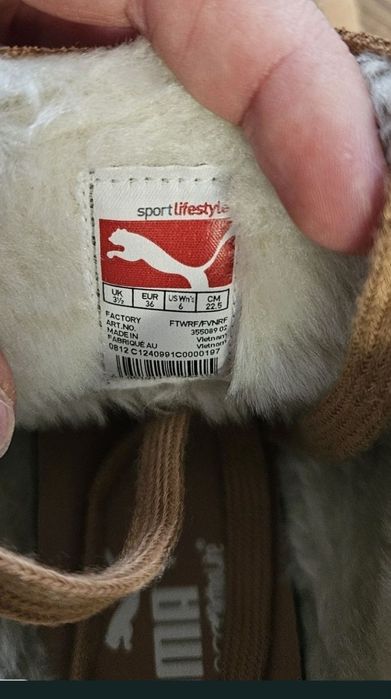 sportlifestyle
UK EUR US Wn's CM
3½ 36 6 22.5
FACTORY FTWRF/FVNRF
ART.NO. 355089 02
MADE IN Vietnam
FABRIQUÉ AU Vietnam
0812 C1240991C0000197
PUMA